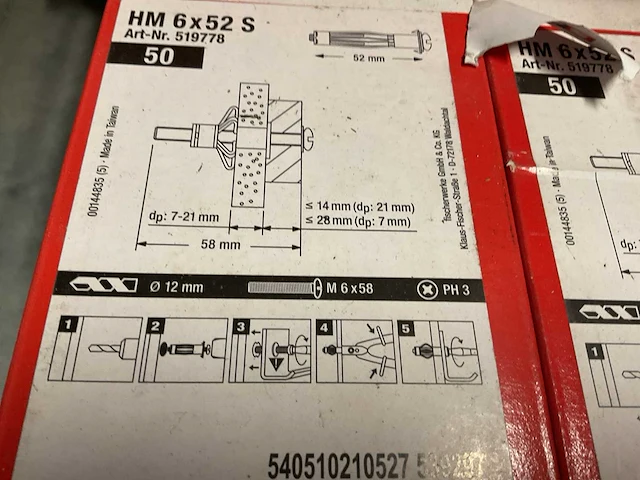 HM 6x52 S
Art-Nr. 519778
50
52 mm
00144835 (5) · Made in Taiwan
fischerwerke GmbH & Co. KG
Klaus-Fischer-Straße 1 · D-72178 Waldachtal
dp: 7-21 mm
≤ 14 mm (dp: 21 mm)
≤ 28 mm (dp: 7 mm)
58 mm
Ø 12 mm
M 6 x 58
PH 3
1
2
3
4
5
540510210527
HM 6x52 S
Art-Nr. 519778
50
00144835 (5) · Made in Taiwan
dp:
1